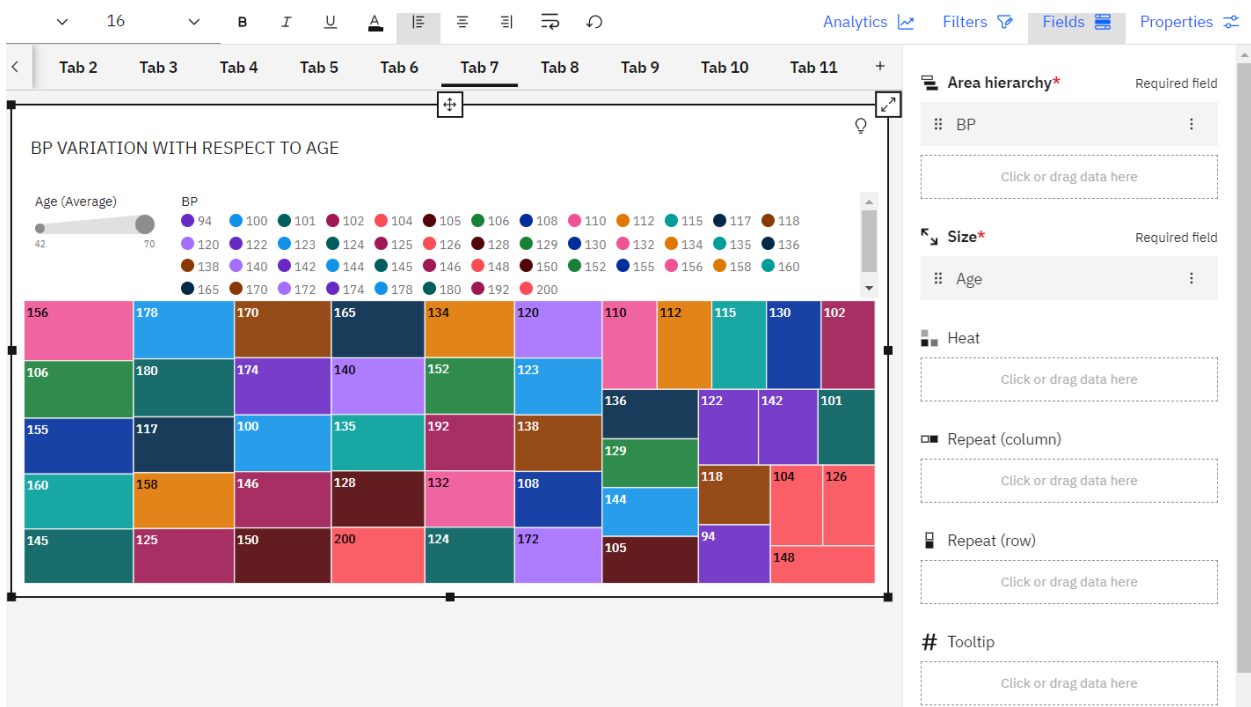 16 B I U A Analytics Filters Fields Properties
Tab 2 Tab 3 Tab 4 Tab 5 Tab 6 Tab 7 Tab 8 Tab 9 Tab 10 Tab 11 +
BP VARIATION WITH RESPECT TO AGE
Age (Average)
42 70
BP
94 100 101 102 104 105 106 108 110 112 115 117 118
120 122 123 124 125 126 128 129 130 132 134 135 136
138 140 142 144 145 146 148 150 152 155 156 158 160
165 170 172 174 178 180 192 200
156 178 170 165 134 120 110 112 115 130 102
106 180 174 140 152 123
136 122 142 101
155 117 100 135 192 138
129
160 158 146 128 132 108 118 104 126
144
145 125 150 200 124 172 94
105
148
Area hierarchy* Required field
BP
Click or drag data here
Size* Required field
Age
Heat
Click or drag data here
Repeat (column)
Click or drag data here
Repeat (row)
Click or drag data here
# Tooltip
Click or drag data here